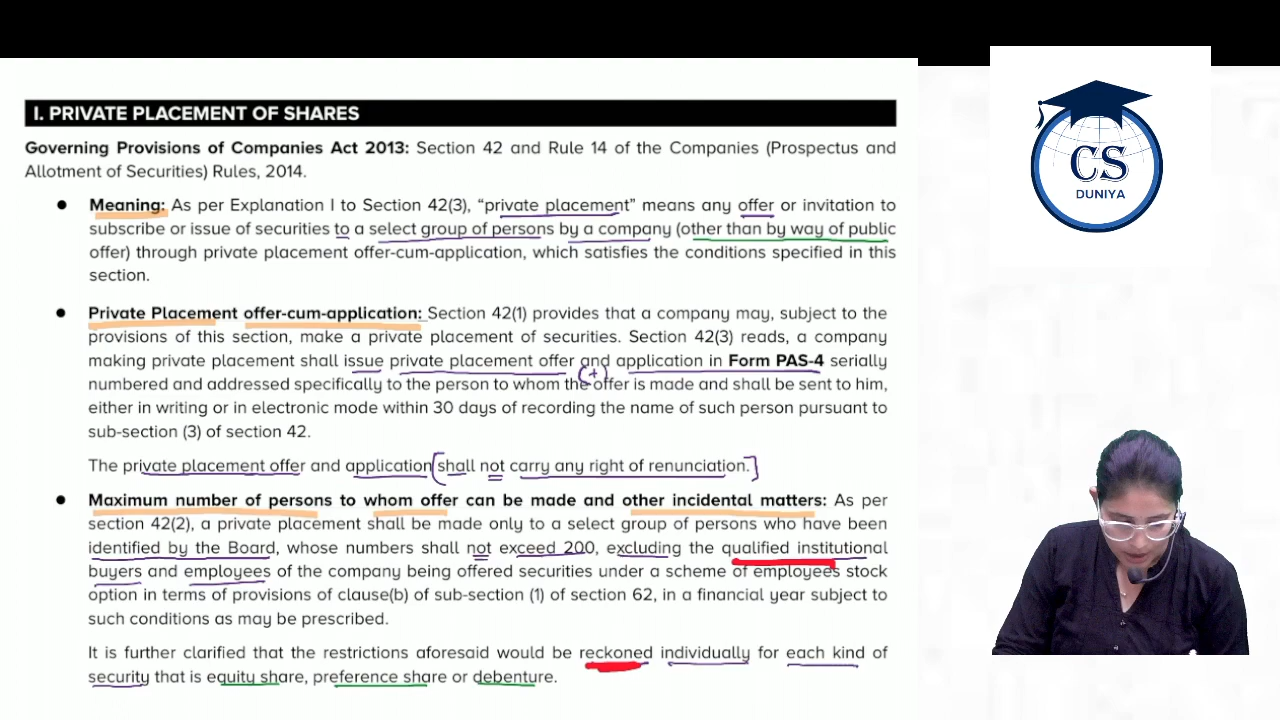 I. PRIVATE PLACEMENT OF SHARES
Governing Provisions of Companies Act 2013: Section 42 and Rule 14 of the Companies (Prospectus and
Allotment of Securities) Rules, 2014.
● Meaning: As per Explanation I to Section 42(3), “private placement” means any offer or invitation to
subscribe or issue of securities to a select group of persons by a company (other than by way of public
offer) through private placement offer-cum-application, which satisfies the conditions specified in this
section.
● Private Placement offer-cum-application: Section 42(1) provides that a company may, subject to the
provisions of this section, make a private placement of securities. Section 42(3) reads, a company
making private placement shall issue private placement offer and application in Form PAS-4 serially
(+)
numbered and addressed specifically to the person to whom the offer is made and shall be sent to him,
either in writing or in electronic mode within 30 days of recording the name of such person pursuant to
sub-section (3) of section 42.
The private placement offer and application shall not carry any right of renunciation.
● Maximum number of persons to whom offer can be made and other incidental matters: As per
section 42(2), a private placement shall be made only to a select group of persons who have been
identified by the Board, whose numbers shall not exceed 200, excluding the qualified institutional
buyers and employees of the company being offered securities under a scheme of employees stock
option in terms of provisions of clause(b) of sub-section (1) of section 62, in a financial year subject to
such conditions as may be prescribed.
It is further clarified that the restrictions aforesaid would be reckoned individually for each kind of
security that is equity share, preference share or debenture.
CS
DUNIYA